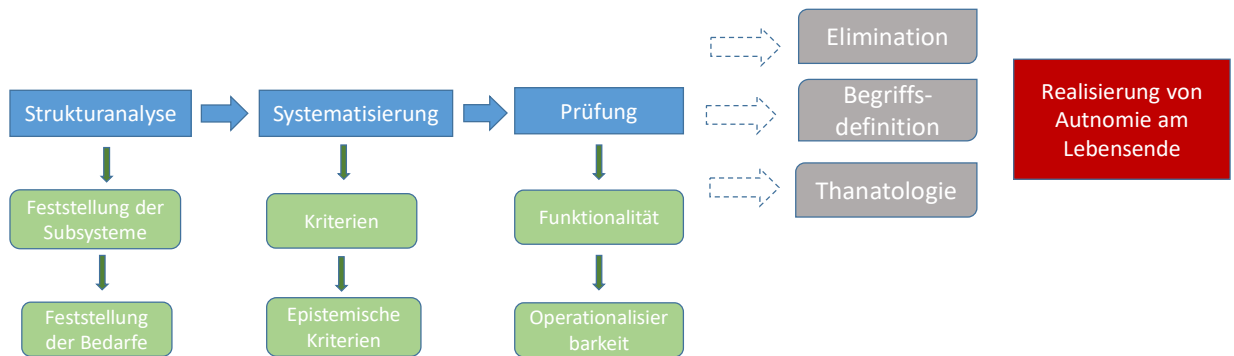 Strukturanalyse
Feststellung der
Subsysteme
Feststellung
der Bedarfe
Systematisierung
Kriterien
Epistemische
Kriterien
Prüfung
Funktionalität
Operationalisier
barkeit
Elimination
Begriffs-
definition
Thanatologie
Realisierung von
Autnomie am
Lebensende